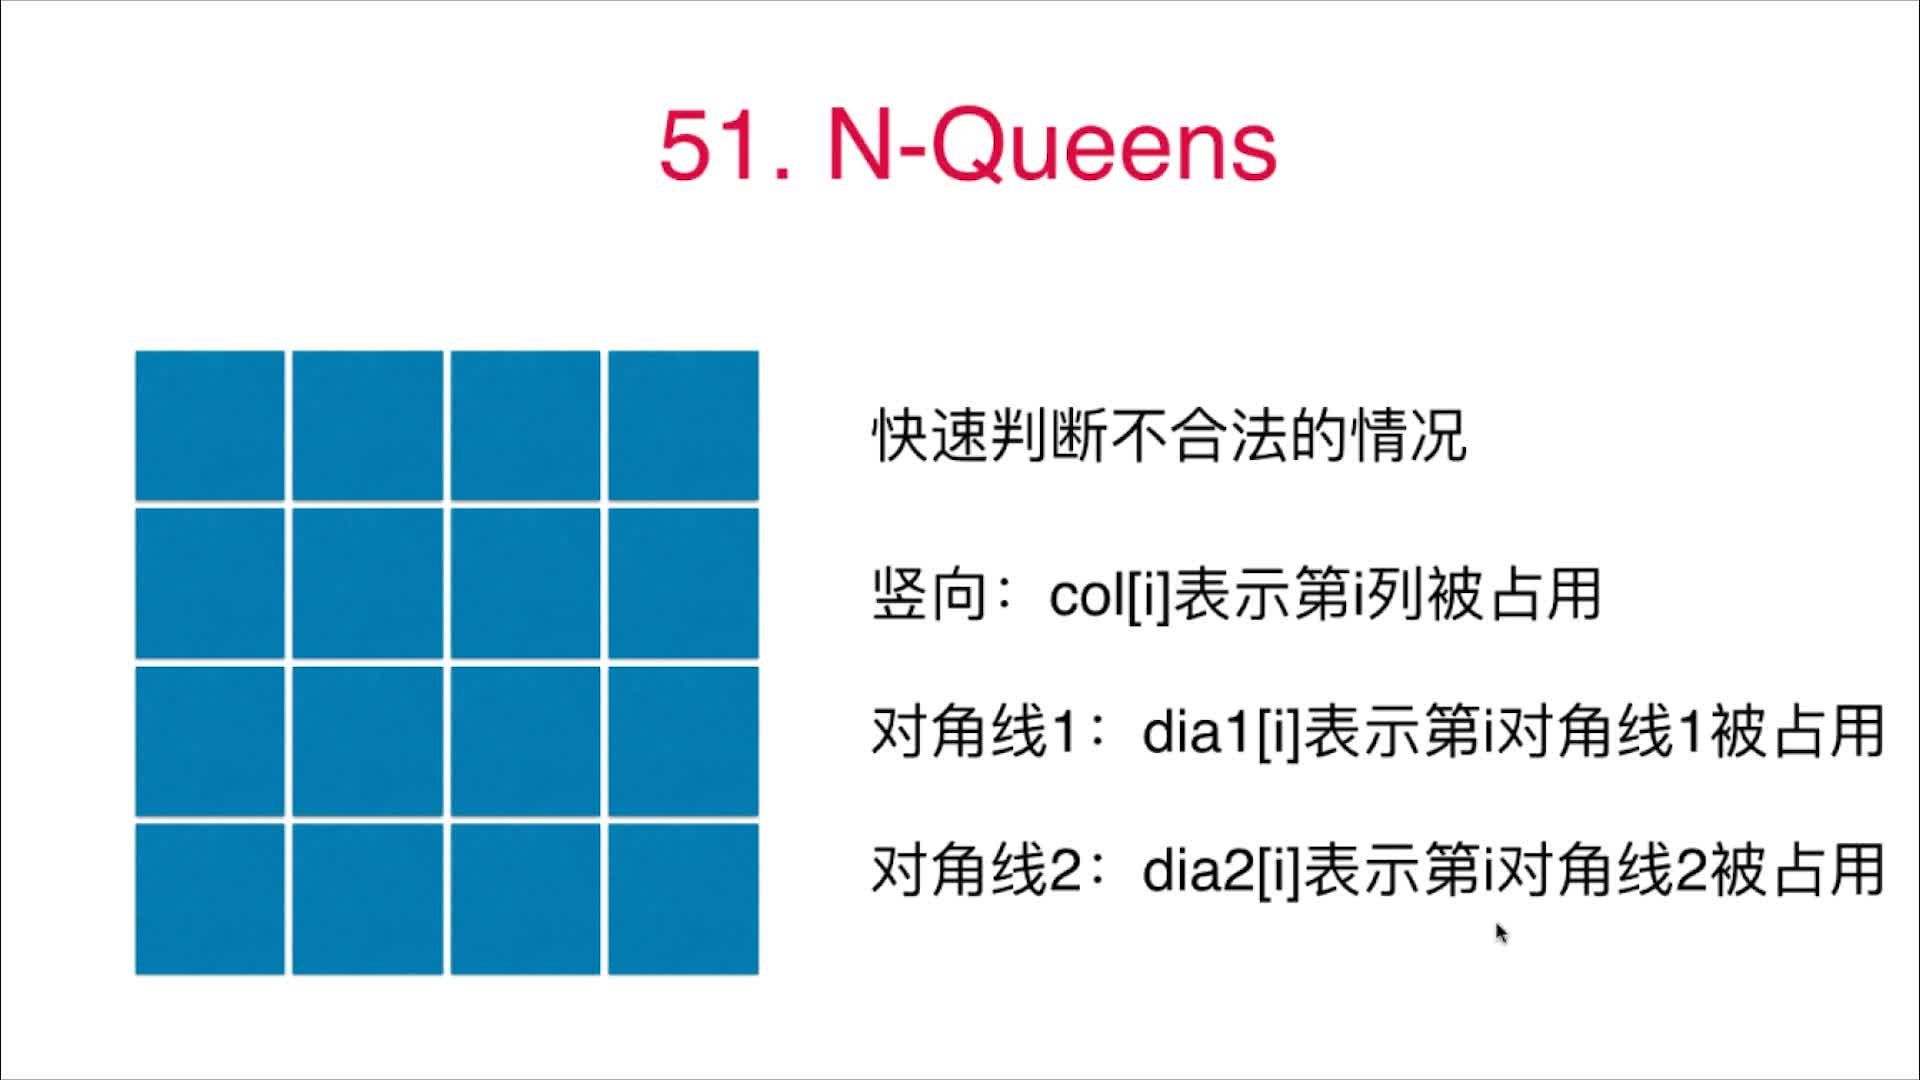 51. N-Queens
快速判断不合法的情况
竖向：col[i]表示第i列被占用
对角线1：dia1[i]表示第i对角线1被占用
对角线2：dia2[i]表示第i对角线2被占用